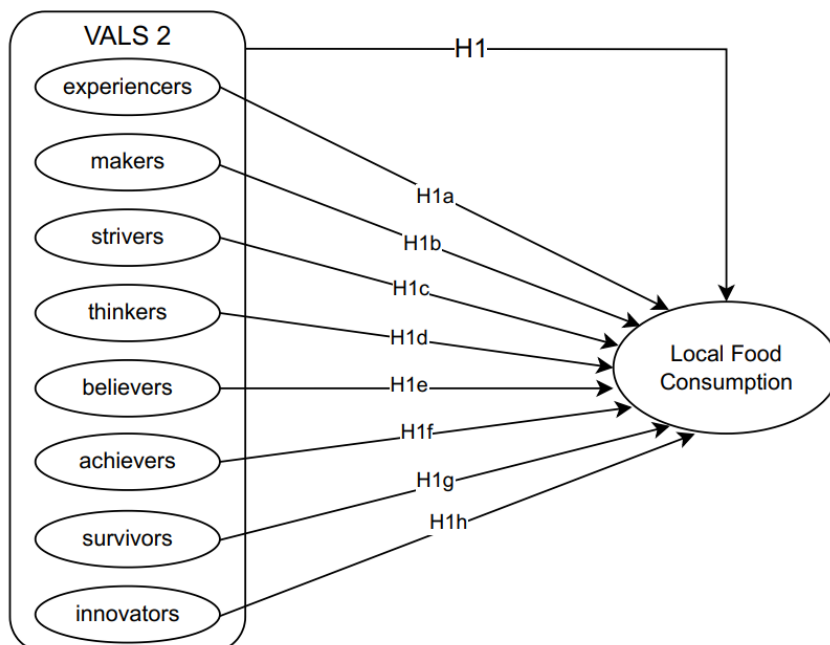 VALS 2
H1
experiencers
makers
strivers
thinkers
believers
achievers
survivors
innovators
H1a
H1b
H1c
H1d
H1e
H1f
H1g
H1h
Local Food
Consumption